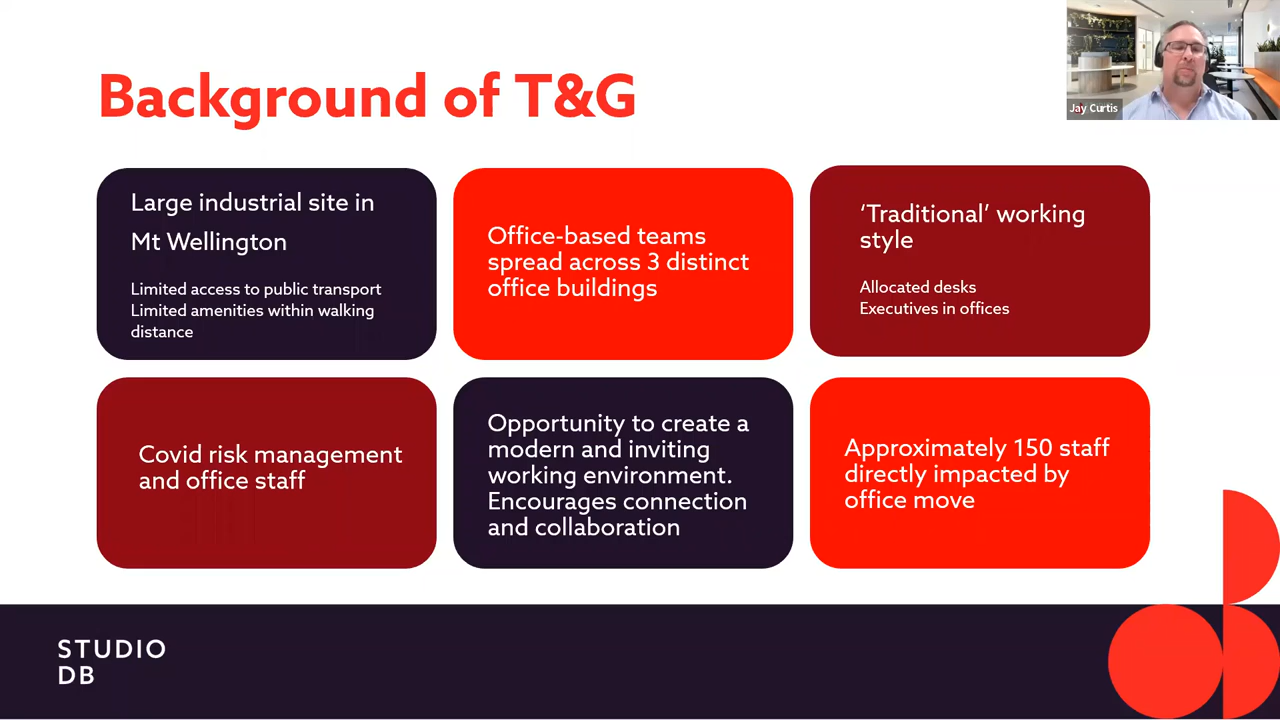 Background of T&G
Jay Curtis
Large industrial site in
Mt Wellington
Limited access to public transport
Limited amenities within walking
distance
Office-based teams
spread across 3 distinct
office buildings
‘Traditional’ working
style
Allocated desks
Executives in offices
Covid risk management
and office staff
Opportunity to create a
modern and inviting
working environment.
Encourages connection
and collaboration
Approximately 150 staff
directly impacted by
office move
STUDIO
DB